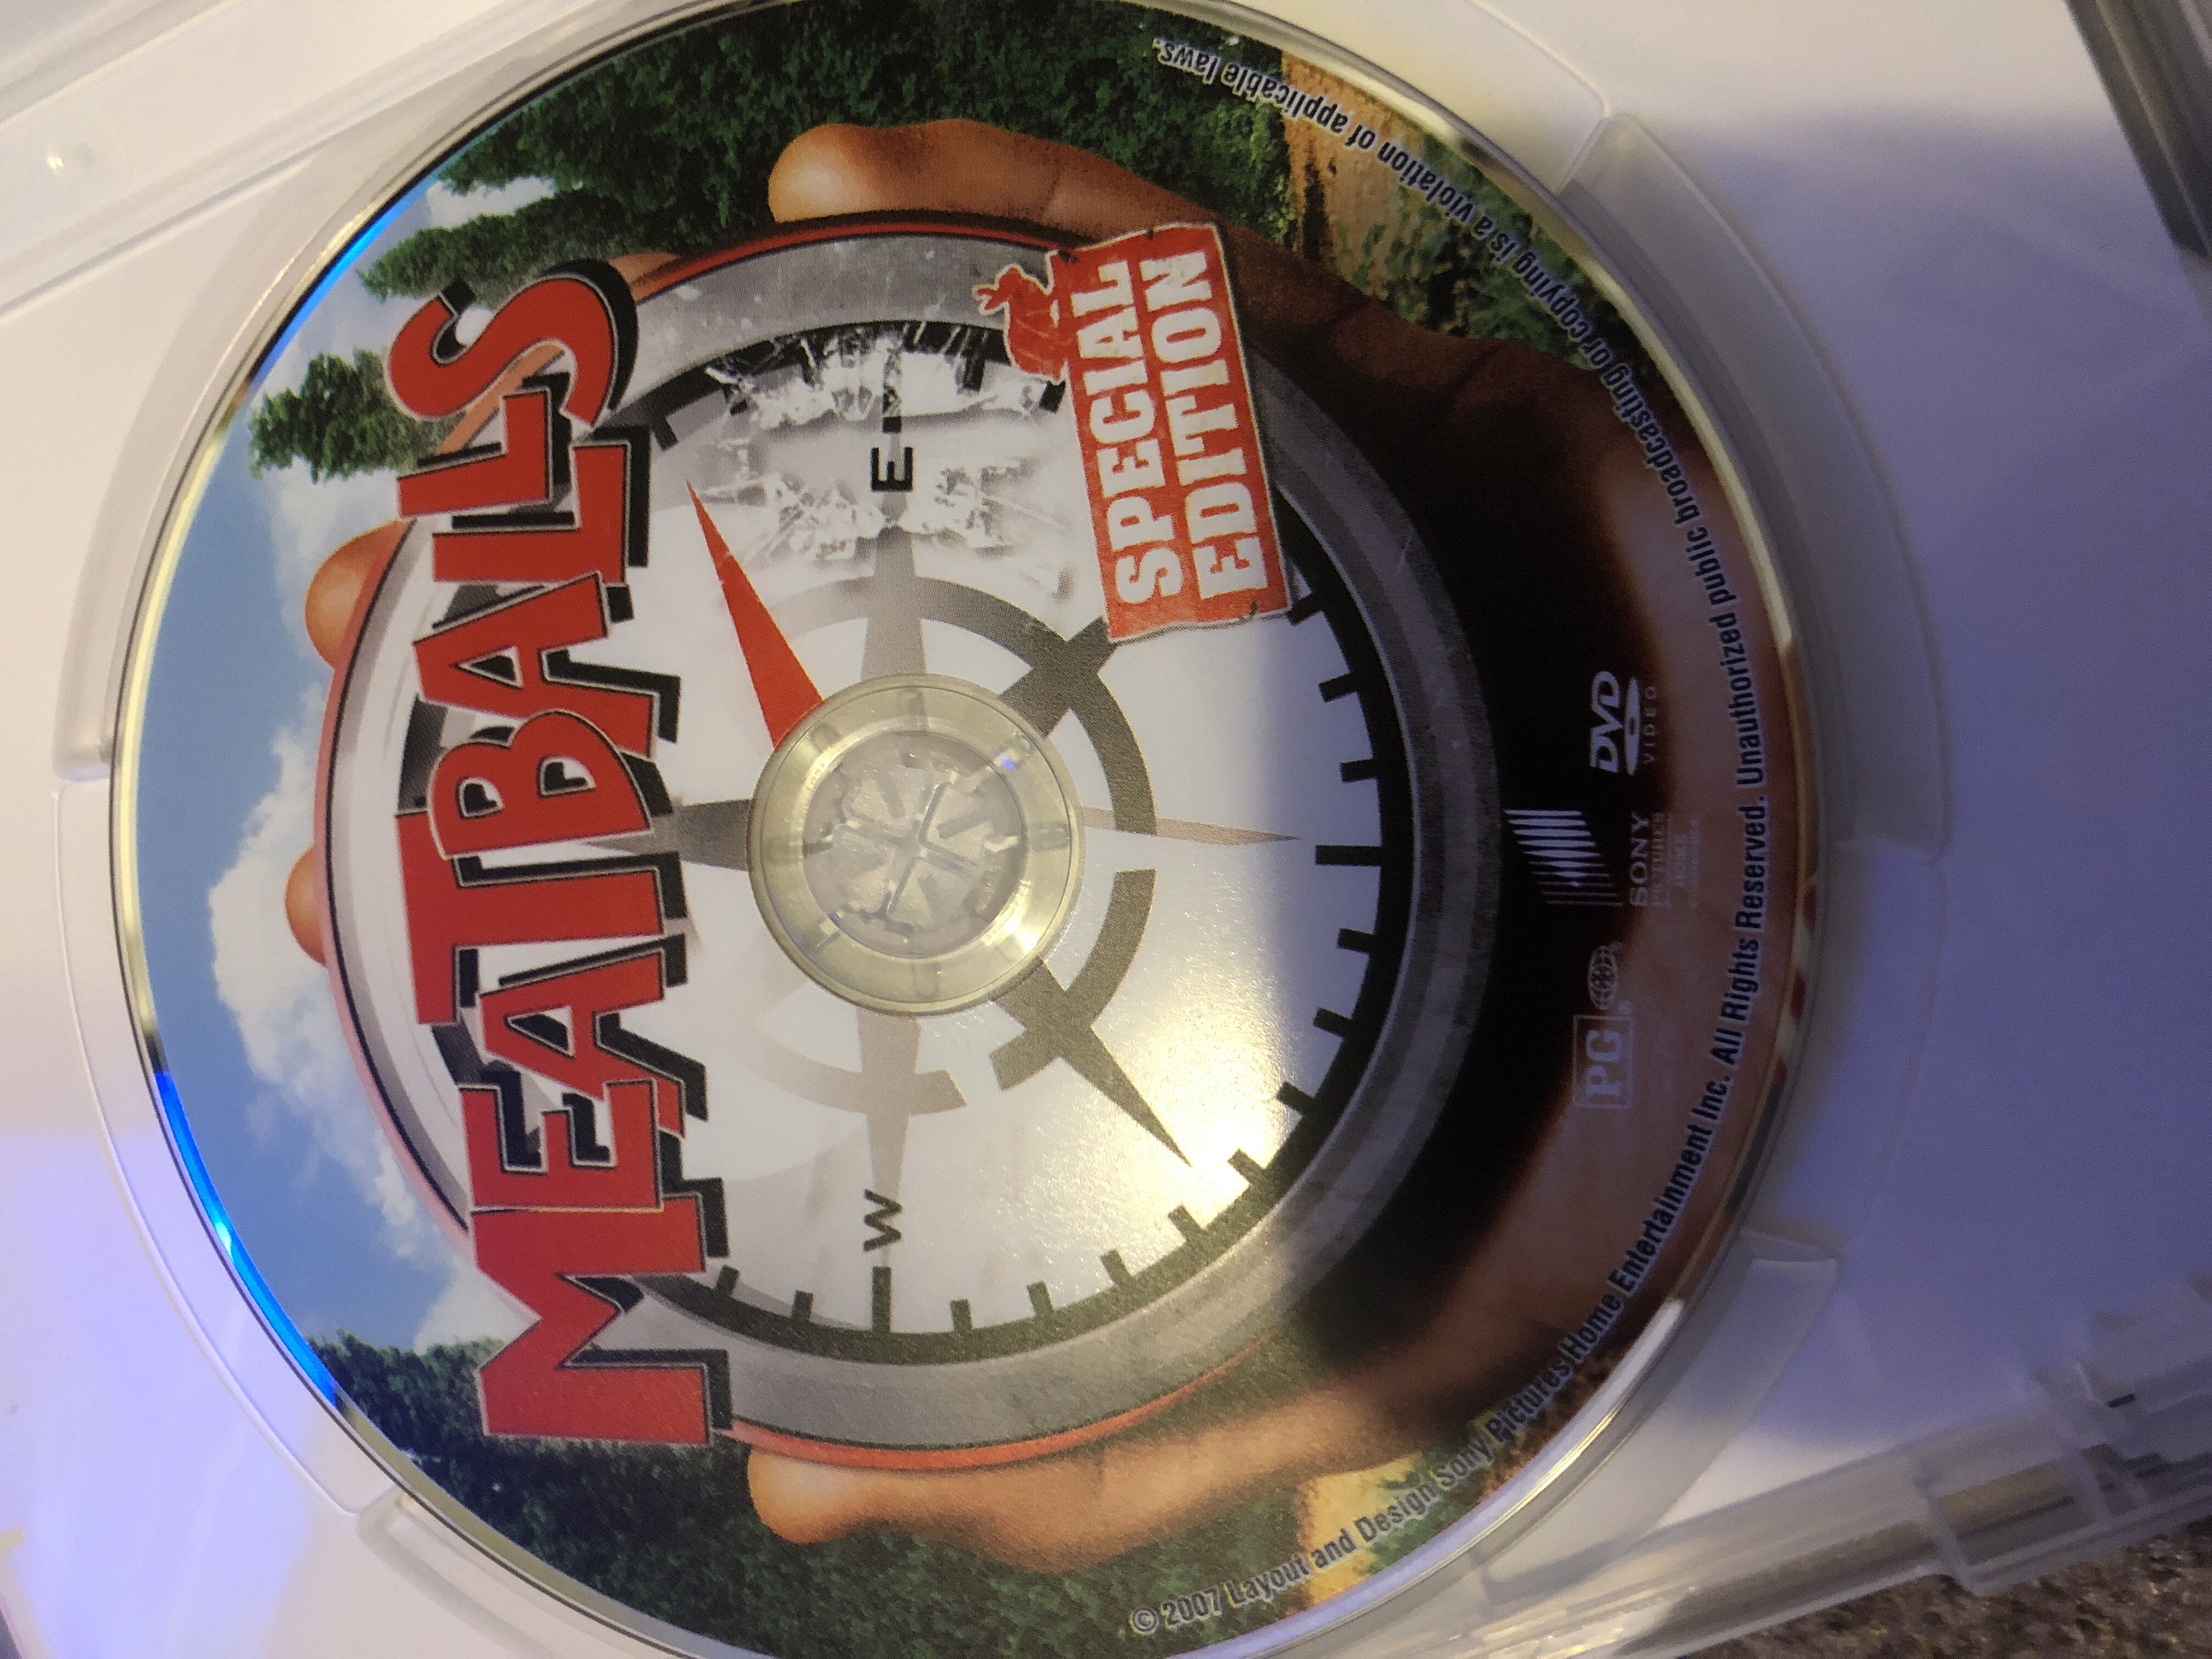 MEATBALLS
E
W
SPECIAL
EDITION
DVD
VIDEO
SONY
PICTURES
HOME
PG
© 2007 Layout and Design Sony Pictures Home Entertainment Inc. All Rights Reserved. Unauthorized public broadcasting or copying is a violation of applicable laws.